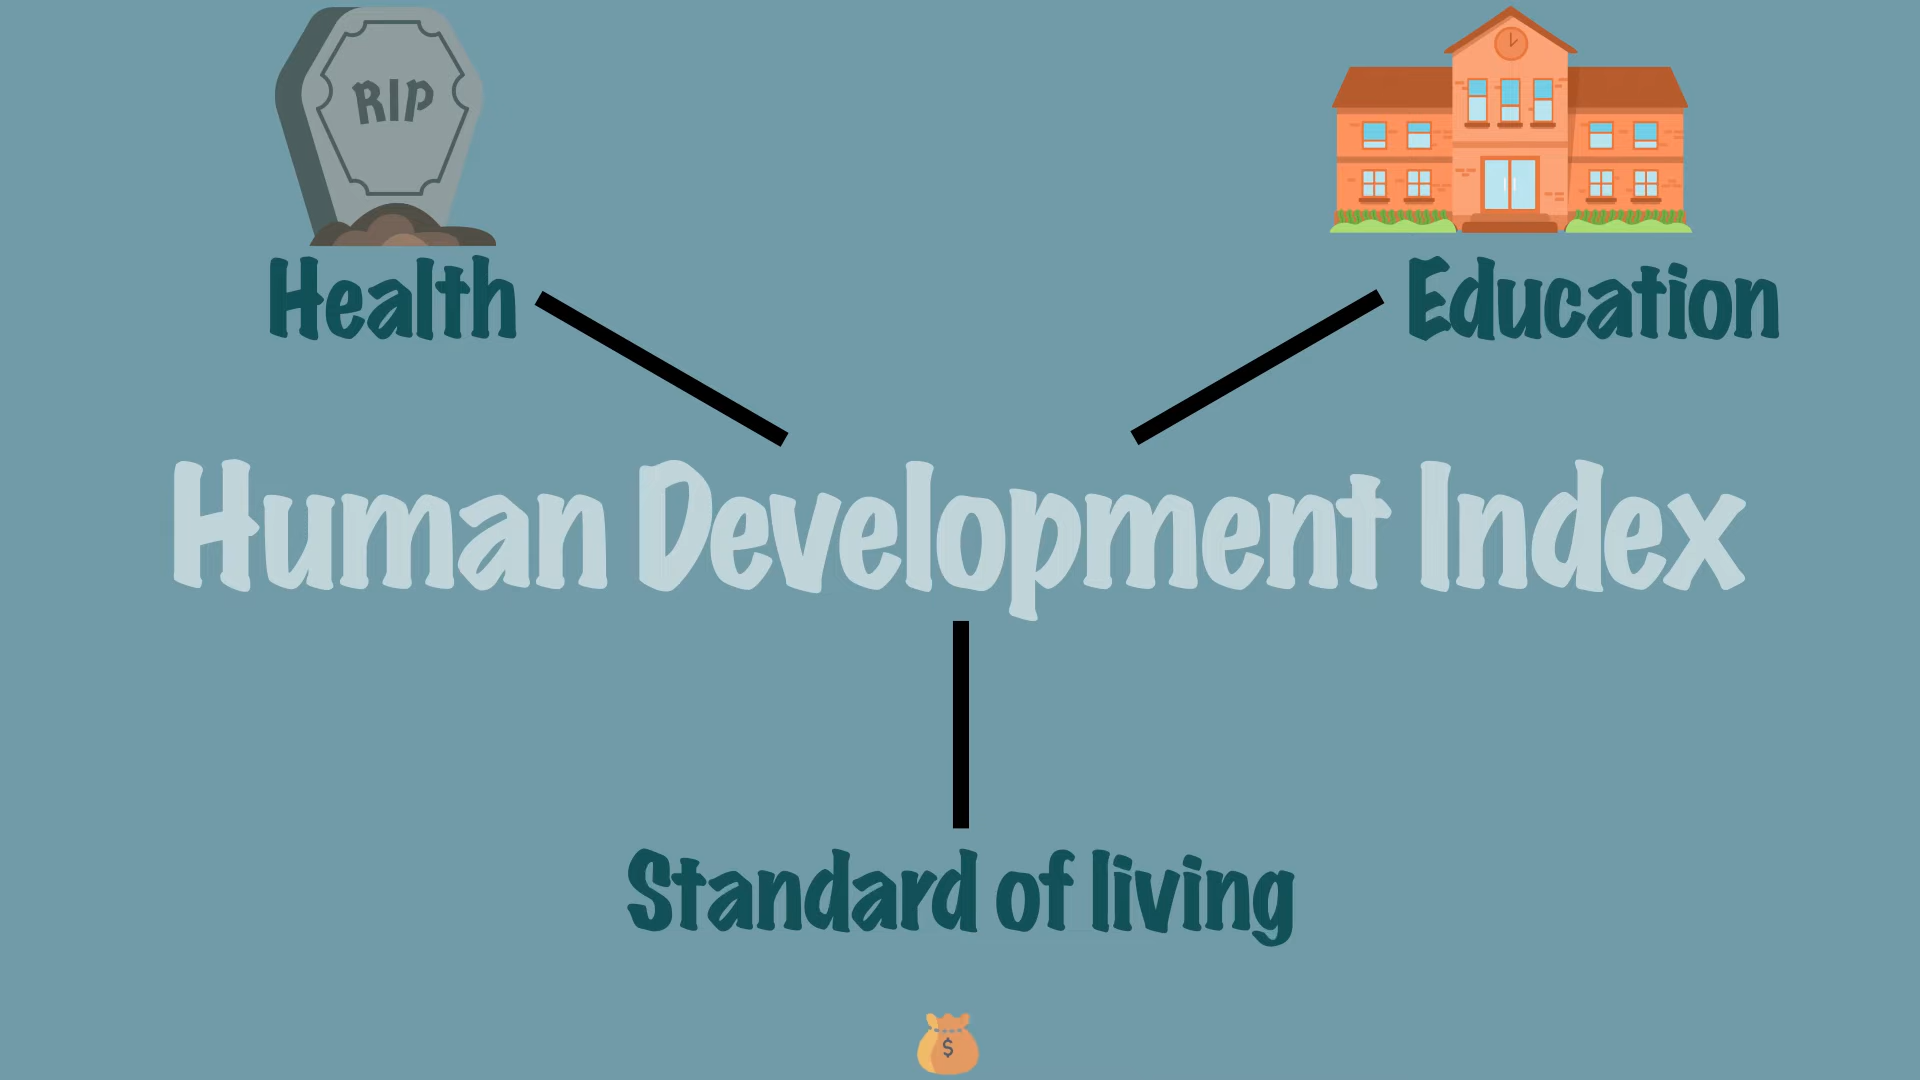 RIP
Health
Education
Human Development Index
Standard of living
$